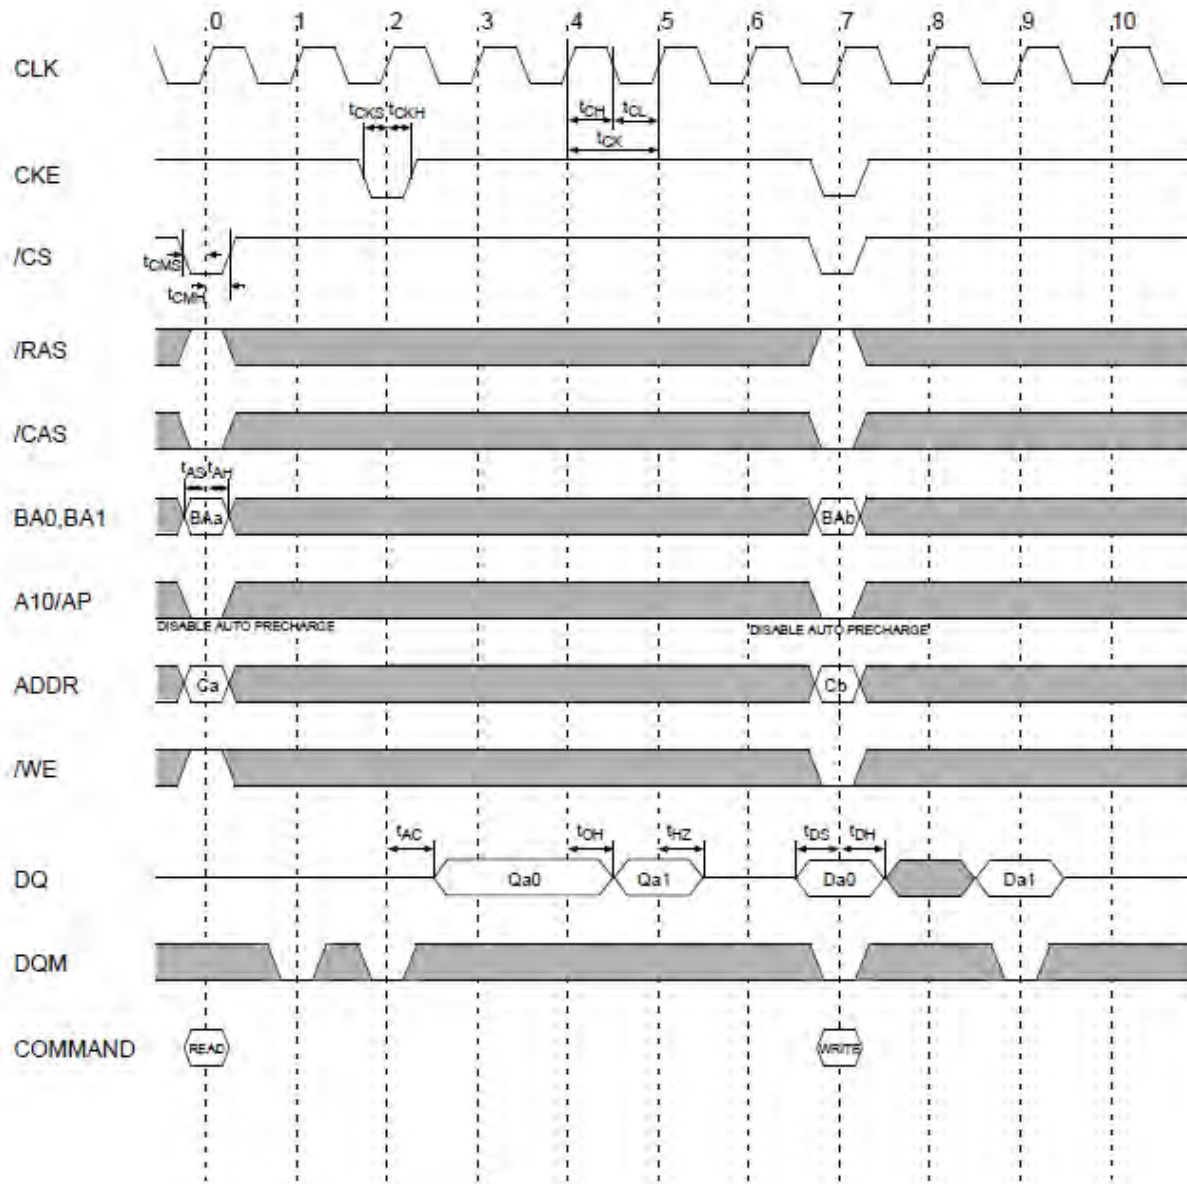 0 1 2 3 4 5 6 7 8 9 10
CLK
tCKS tCKH tCH tCL
tCK
CKE
/CS
tCMS
tCMH
/RAS
/CAS
tAS tAH
BA0,BA1 BAa BAb
A10/AP
DISABLE AUTO PRECHARGE DISABLE AUTO PRECHARGE
ADDR Ca Cb
/WE
tAC tOH tHZ tDS tDH
DQ Qa0 Qa1 Da0 Da1
DQM
COMMAND READ WRITE